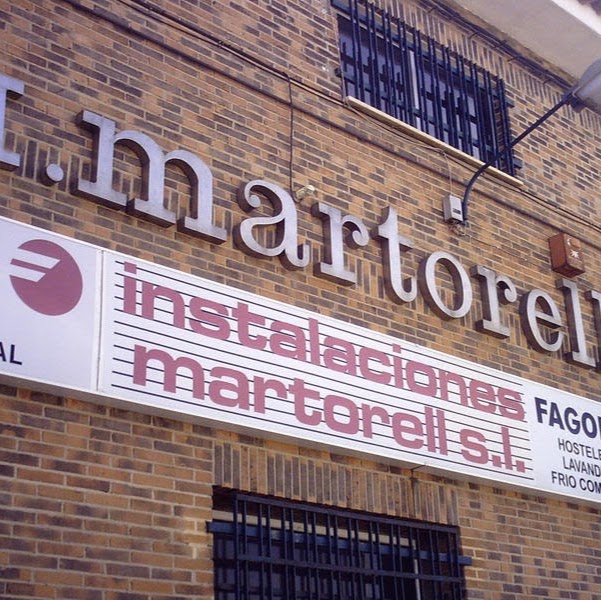 I.martorell
AL
instalaciones
martorell s.l.
FAGO
HOSTELE
LAVAND
FRIO COM